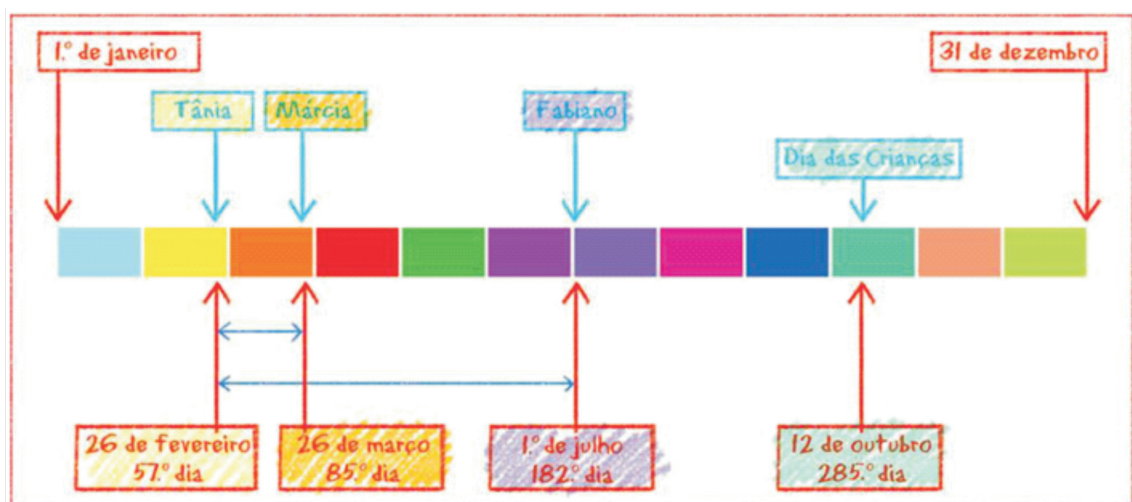 1.º de janeiro
31 de dezembro
Tânia
Márcia
Fabiano
Dia das Crianças
26 de fevereiro
57.º dia
26 de março
85.º dia
1.º de julho
182.º dia
12 de outubro
285.º dia